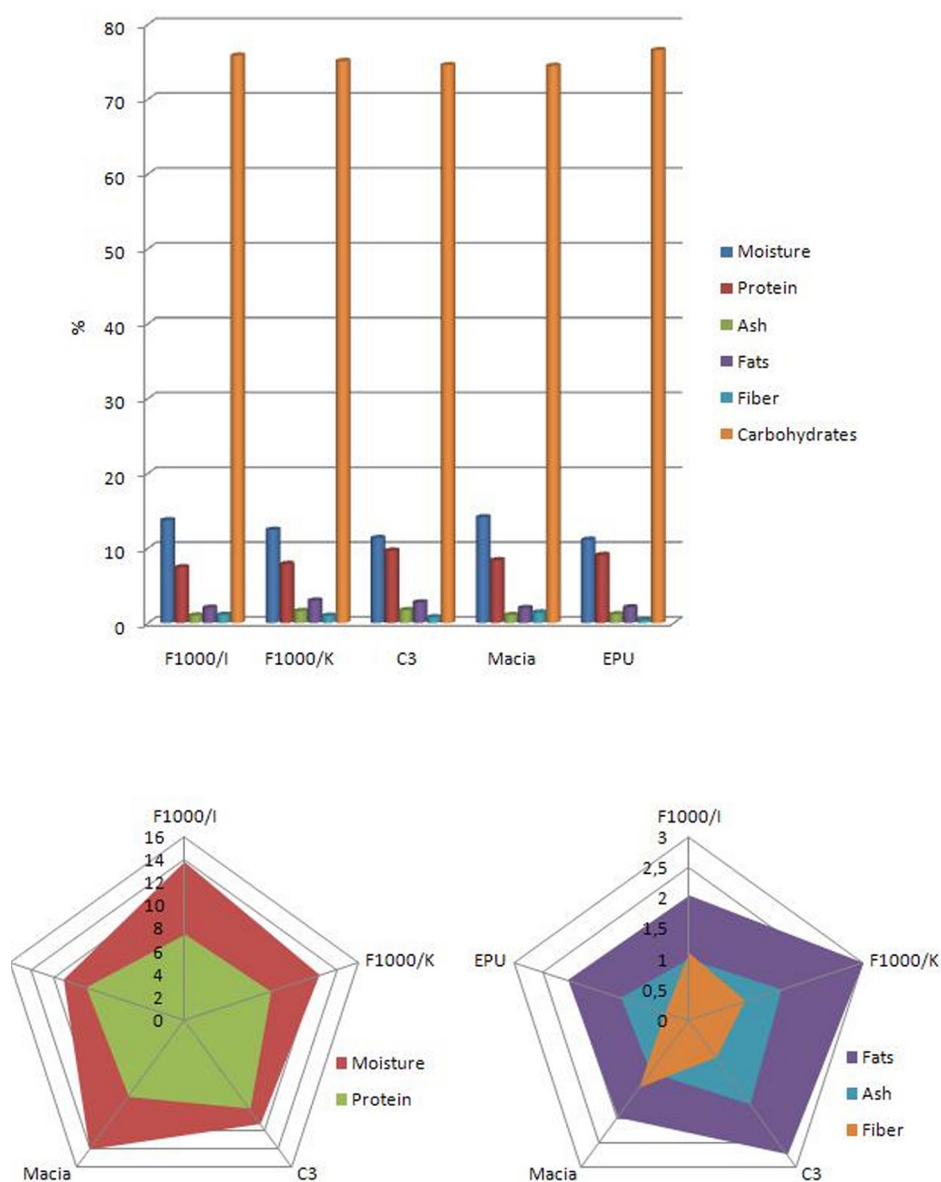 80
70
60
50
40
30
20
10
0
%
F1000/I F1000/K C3 Macia EPU
Moisture
Protein
Ash
Fats
Fiber
Carbohydrates
F1000/I
16
14
12
10
8
6
4
2
0
F1000/K
C3
Macia
Moisture
Protein
F1000/I
3
2,5
2
1,5
1
0,5
0
F1000/K
C3
Macia
EPU
Fats
Ash
Fiber